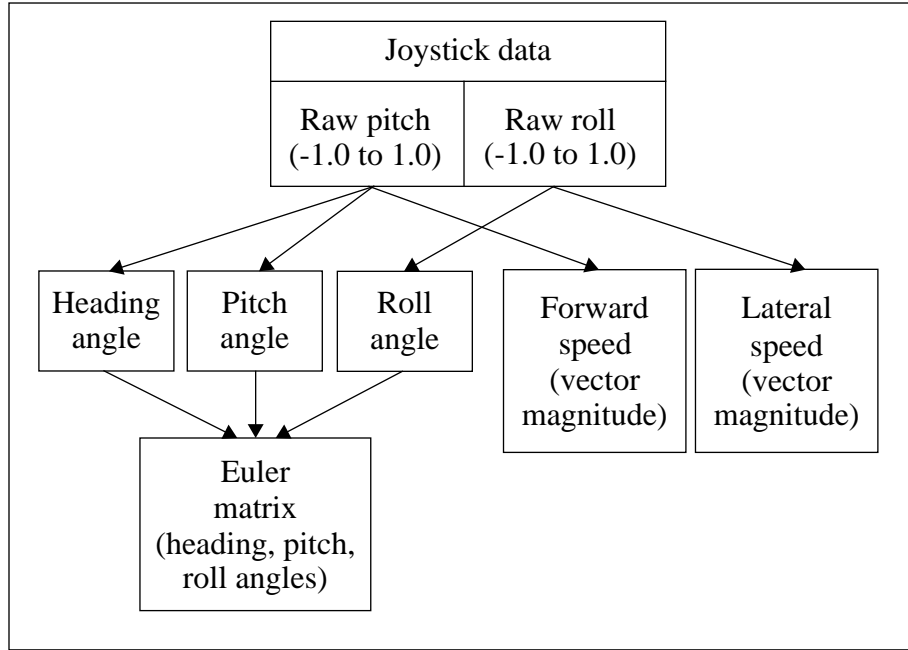 Joystick data
Raw pitch
(-1.0 to 1.0)
Raw roll
(-1.0 to 1.0)
Heading
angle
Pitch
angle
Roll
angle
Forward
speed
(vector
magnitude)
Lateral
speed
(vector
magnitude)
Euler
matrix
(heading, pitch,
roll angles)